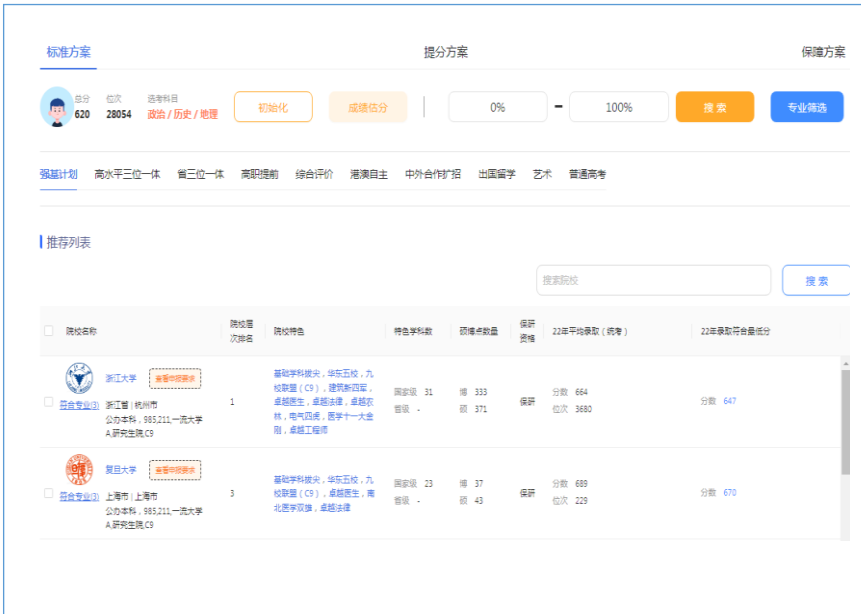 标准方案 提分方案 保障方案
总分 位次 选考科目
620 28054 政治 / 历史 / 地理 初始化 成绩估分 0% 100% 搜 索 专业筛选
强基计划 高水平三位一体 省三位一体 高职提前 综合评价 港澳自主 中外合作扩招 出国留学 艺术 普通高考
推荐列表
搜索院校 搜 索
院校名称 院校层次排名 院校特色 特色学科数 硕博点数量 保研资格 22年平均录取（统考） 22年录取符合最低分
浙江大学 查看申报要求
符合专业(3) 浙江省 | 杭州市
公办本科，985,211,一流大学
A,研究生院,C9
1
基础学科拔尖，华东五校，九
校联盟（C9），建筑新四军，
卓越医生，卓越法律，卓越农
林，电气四虎，医学十一大金
刚，卓越工程师
国家级 31
省级 -
博 333
硕 371
保研
分数 664
位次 3680
分数 647
复旦大学 查看申报要求
符合专业(3) 上海市 | 上海市
公办本科，985,211,一流大学
A,研究生院,C9
3
基础学科拔尖，华东五校，九
校联盟（C9），卓越医生，南
北医学双雄，卓越法律
国家级 23
省级 -
博 37
硕 43
保研
分数 689
位次 229
分数 670